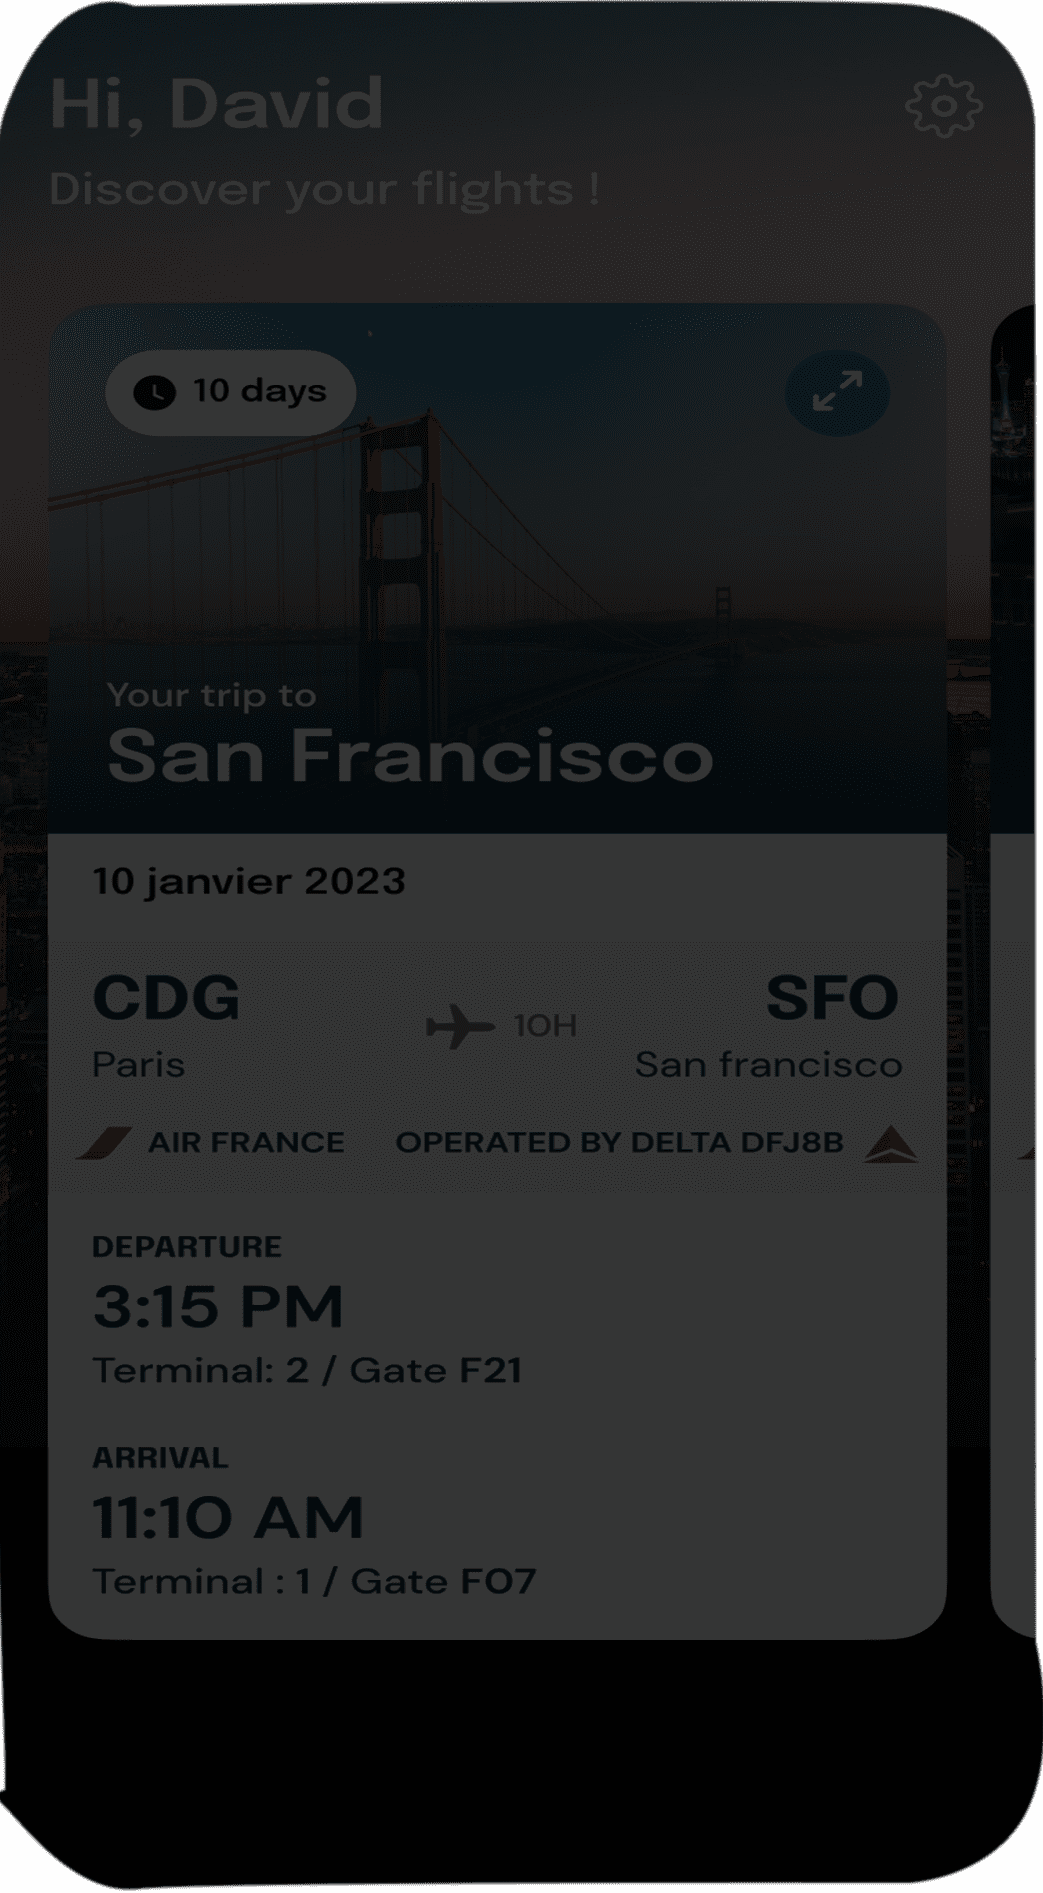 Hi, David
Discover your flights !
10 days
Your trip to
San Francisco
10 janvier 2023
CDG
SFO
10H
Paris
San francisco
AIR FRANCE
OPERATED BY DELTA DFJ8B
DEPARTURE
3:15 PM
Terminal: 2 / Gate F21
ARRIVAL
11:10 AM
Terminal : 1 / Gate F07